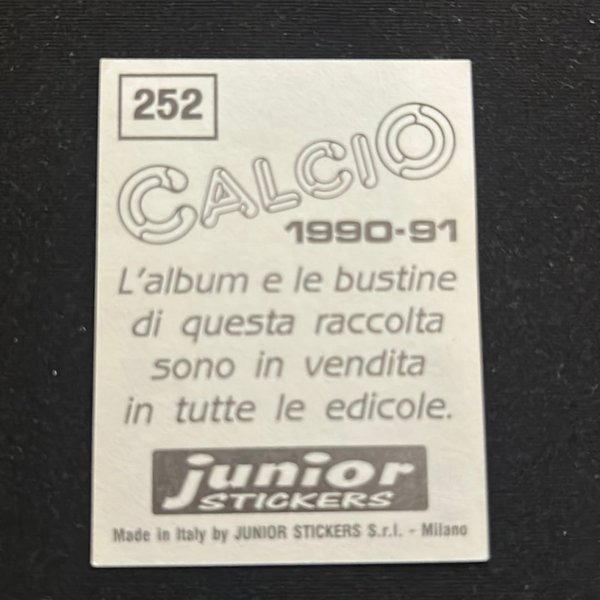 252
CALCIO
1990-91
L'album e le bustine
di questa raccolta
sono in vendita
in tutte le edicole.
junior
STICKERS
Made in Italy by JUNIOR STICKERS S.r.l. - Milano